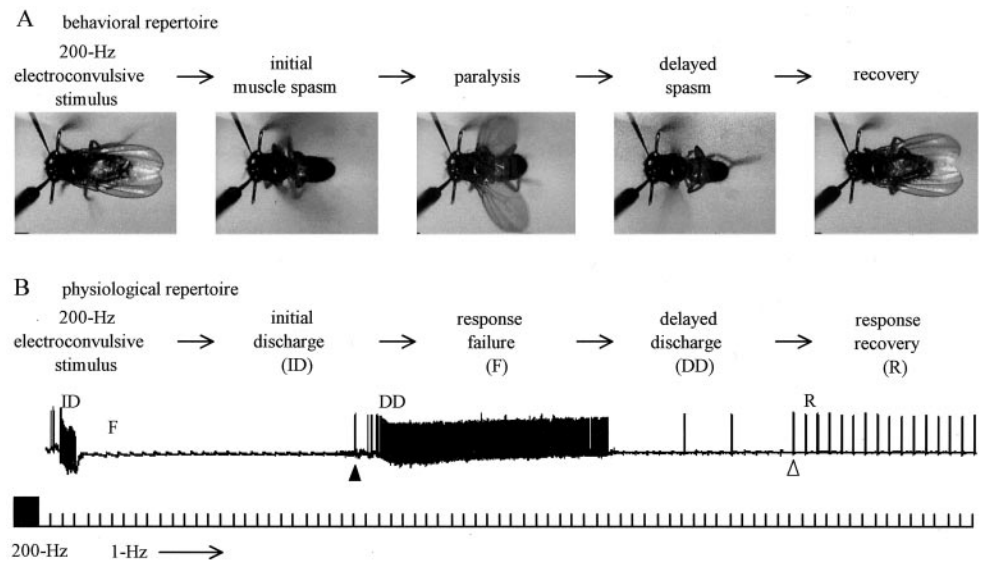 A behavioral repertoire
200-Hz
electroconvulsive
stimulus
initial
muscle spasm
paralysis
delayed
spasm
recovery
B physiological repertoire
200-Hz
electroconvulsive
stimulus
initial
discharge
(ID)
response
failure
(F)
delayed
discharge
(DD)
response
recovery
(R)
ID
F
DD
R
200-Hz 1-Hz